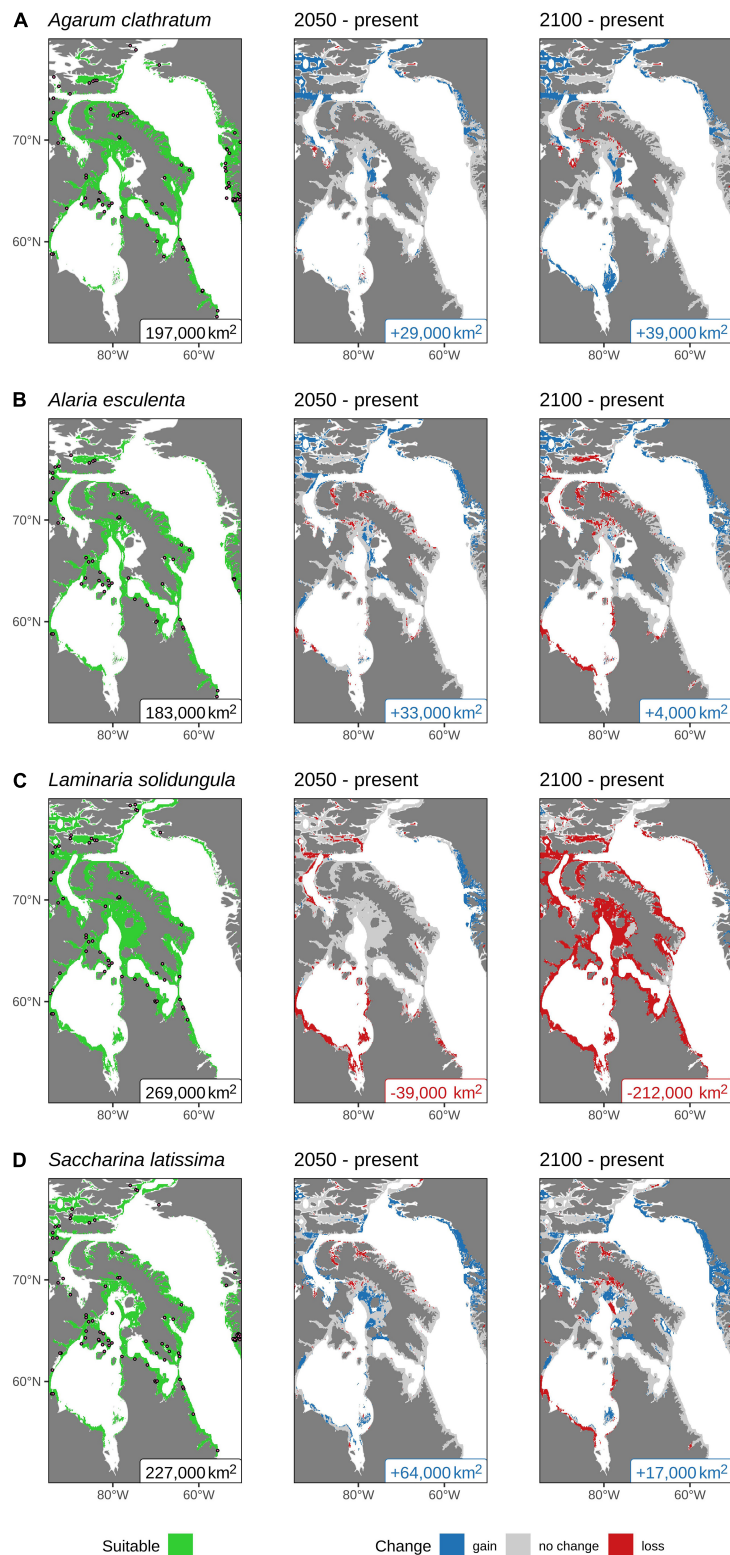 A Agarum clathratum 2050 - present 2100 - present
70°N
60°N
197,000 km²
+29,000 km²
+39,000 km²
80°W 60°W 80°W 60°W 80°W 60°W
B Alaria esculenta 2050 - present 2100 - present
70°N
60°N
183,000 km²
+33,000 km²
+4,000 km²
80°W 60°W 80°W 60°W 80°W 60°W
C Laminaria solidungula 2050 - present 2100 - present
70°N
60°N
269,000 km²
-39,000 km²
-212,000 km²
80°W 60°W 80°W 60°W 80°W 60°W
D Saccharina latissima 2050 - present 2100 - present
70°N
60°N
227,000 km²
+64,000 km²
+17,000 km²
80°W 60°W 80°W 60°W 80°W 60°W
Suitable Change gain no change loss